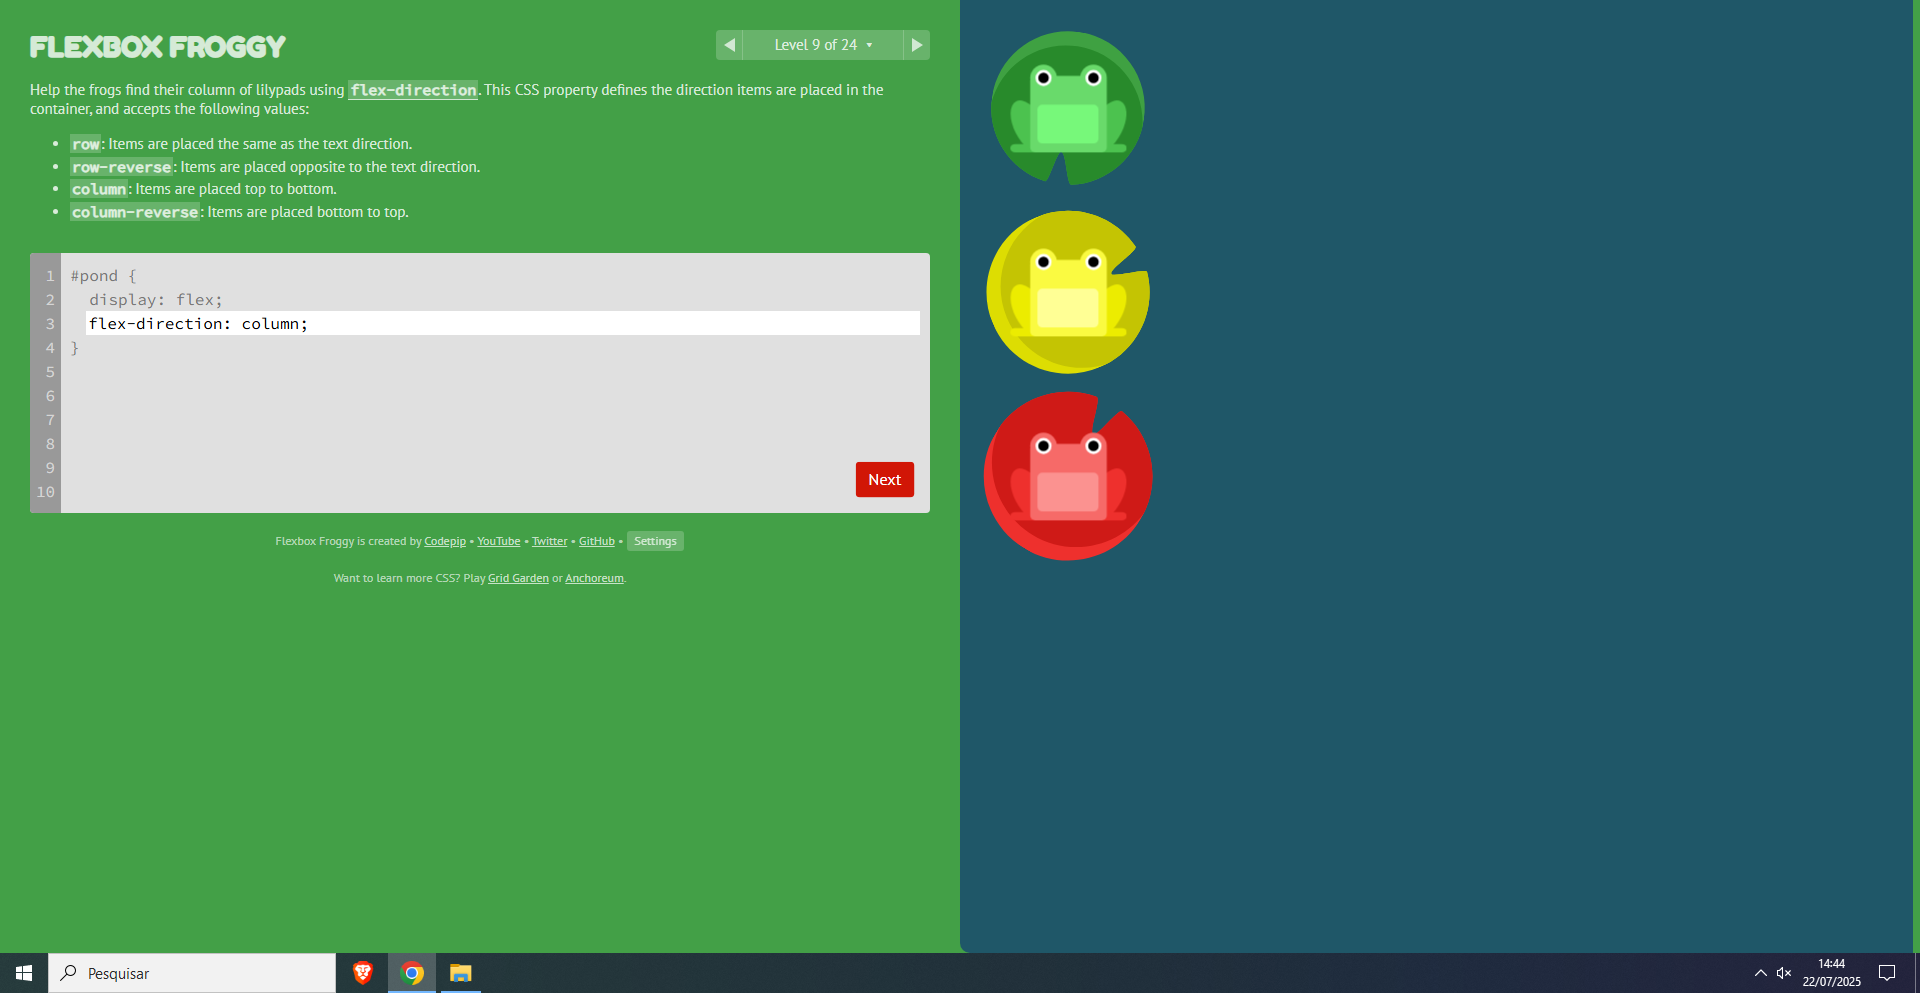 FLEXBOX FROGGY
Level 9 of 24
Help the frogs find their column of lilypads using flex-direction. This CSS property defines the direction items are placed in the
container, and accepts the following values:
• row: Items are placed the same as the text direction.
• row-reverse: Items are placed opposite to the text direction.
• column: Items are placed top to bottom.
• column-reverse: Items are placed bottom to top.
1 #pond {
2 display: flex;
3 flex-direction: column;
4 }
5
6
7
8
9
10
Next
Flexbox Froggy is created by Codepip • YouTube • Twitter • GitHub • Settings
Want to learn more CSS? Play Grid Garden or Anchoreum.
Pesquisar
14:44
22/07/2025